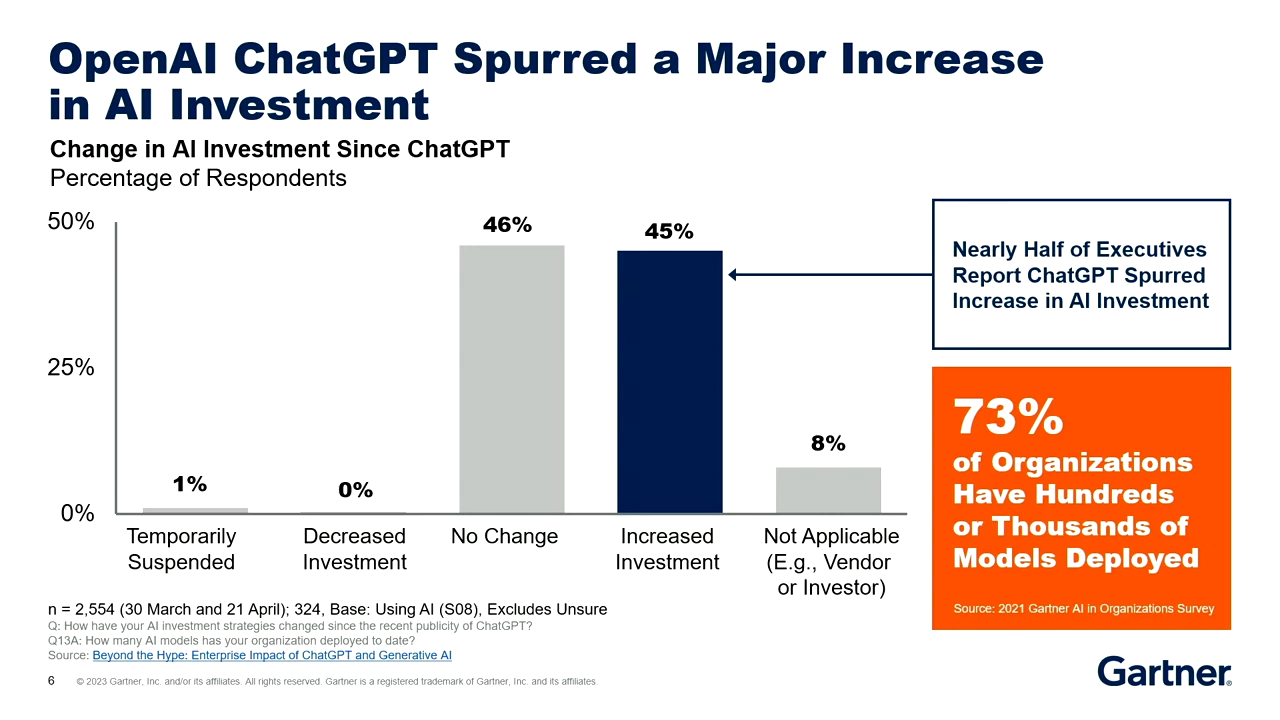 OpenAI ChatGPT Spurred a Major Increase
in AI Investment
Change in AI Investment Since ChatGPT
Percentage of Respondents
50%
25%
0%
1%
0%
46%
45%
8%
Temporarily
Suspended
Decreased
Investment
No Change
Increased
Investment
Not Applicable
(E.g., Vendor
or Investor)
Nearly Half of Executives
Report ChatGPT Spurred
Increase in AI Investment
73%
of Organizations
Have Hundreds
or Thousands of
Models Deployed
Source: 2021 Gartner AI in Organizations Survey
n = 2,554 (30 March and 21 April); 324, Base: Using AI (S08), Excludes Unsure
Q: How have your AI investment strategies changed since the recent publicity of ChatGPT?
Q13A: How many AI models has your organization deployed to date?
Source: Beyond the Hype: Enterprise Impact of ChatGPT and Generative AI
6 © 2023 Gartner, Inc. and/or its affiliates. All rights reserved. Gartner is a registered trademark of Gartner, Inc. and its affiliates.
Gartner®